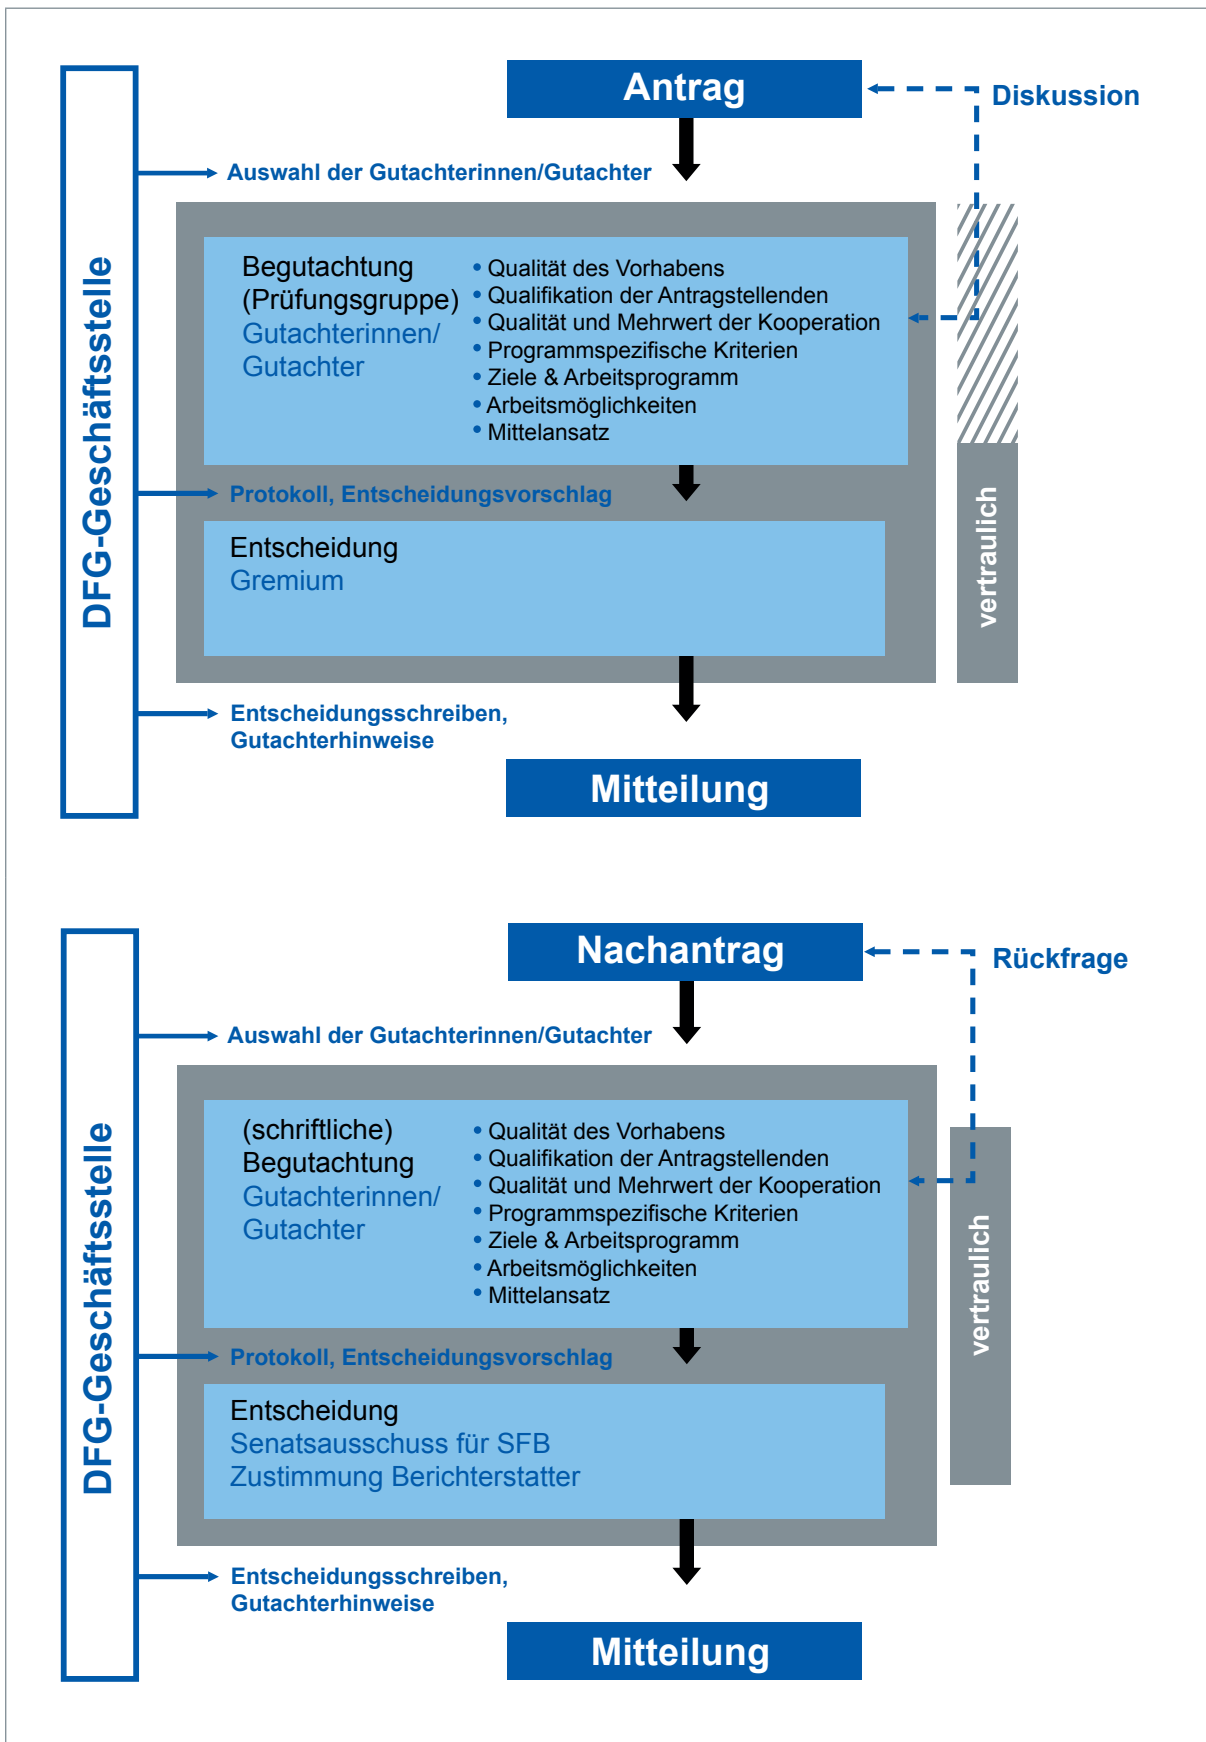 DFG-Geschäftsstelle
Antrag
Diskussion
Auswahl der Gutachterinnen/Gutachter
Begutachtung
(Prüfungsgruppe)
Gutachterinnen/
Gutachter
• Qualität des Vorhabens
• Qualifikation der Antragstellenden
• Qualität und Mehrwert der Kooperation
• Programmspezifische Kriterien
• Ziele & Arbeitsprogramm
• Arbeitsmöglichkeiten
• Mittelansatz
vertraulich
Protokoll, Entscheidungsvorschlag
Entscheidung
Gremium
Entscheidungsschreiben,
Gutachterhinweise
Mitteilung
DFG-Geschäftsstelle
Nachantrag
Rückfrage
Auswahl der Gutachterinnen/Gutachter
(schriftliche)
Begutachtung
Gutachterinnen/
Gutachter
• Qualität des Vorhabens
• Qualifikation der Antragstellenden
• Qualität und Mehrwert der Kooperation
• Programmspezifische Kriterien
• Ziele & Arbeitsprogramm
• Arbeitsmöglichkeiten
• Mittelansatz
vertraulich
Protokoll, Entscheidungsvorschlag
Entscheidung
Senatsausschuss für SFB
Zustimmung Berichterstatter
Entscheidungsschreiben,
Gutachterhinweise
Mitteilung